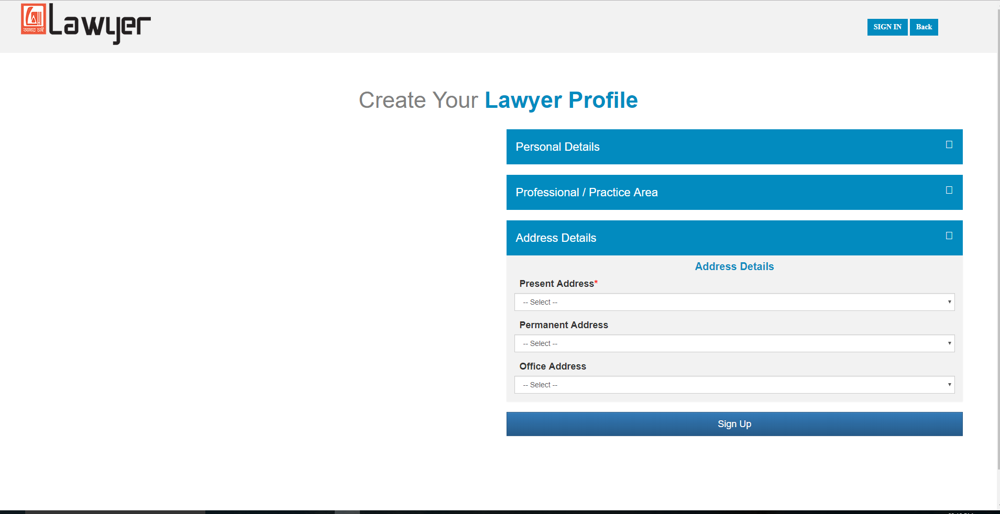 আমার চাই
Lawyer
SIGN IN
Back
Create Your Lawyer Profile
Personal Details
Professional / Practice Area
Address Details
Address Details
Present Address*
-- Select --
Permanent Address
-- Select --
Office Address
-- Select --
Sign Up